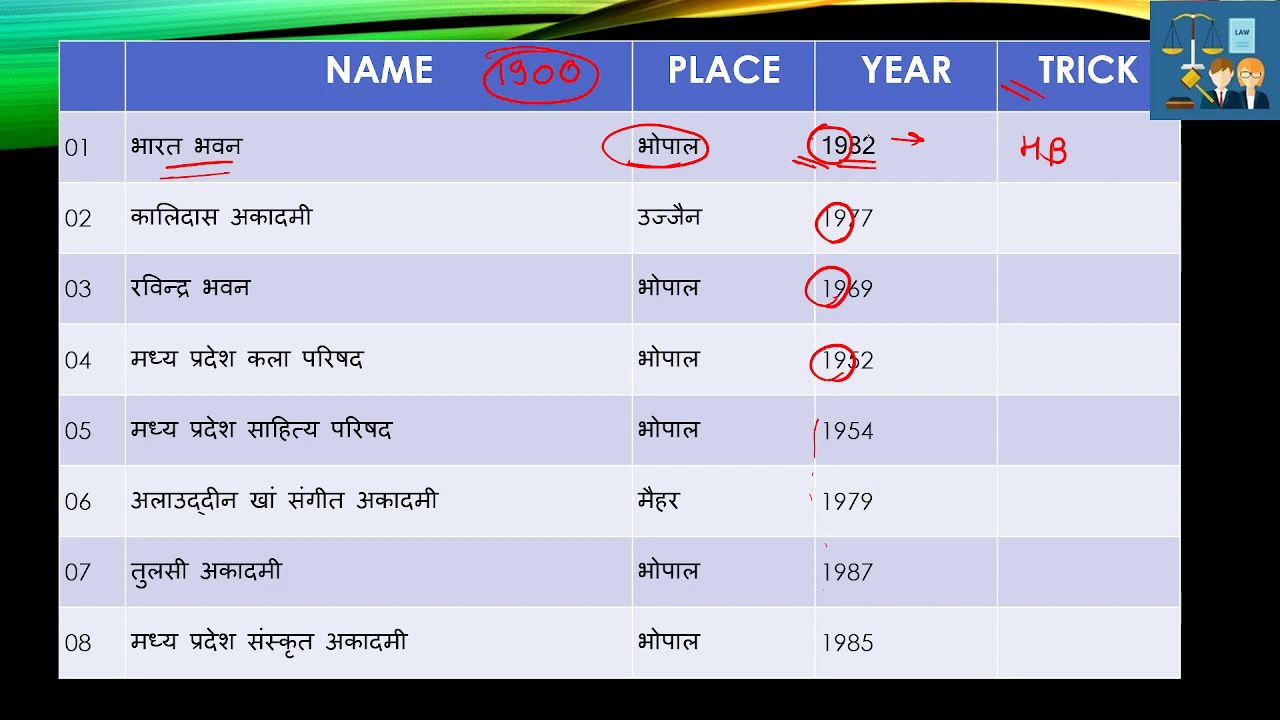 NAME 1900 PLACE YEAR TRICK
LAW
01 भारत भवन भोपाल 1982 HB
02 कालिदास अकादमी उज्जैन 1977
03 रविन्द्र भवन भोपाल 1969
04 मध्य प्रदेश कला परिषद भोपाल 1952
05 मध्य प्रदेश साहित्य परिषद भोपाल 1954
06 अलाउद्दीन खां संगीत अकादमी मैहर 1979
07 तुलसी अकादमी भोपाल 1987
08 मध्य प्रदेश संस्कृत अकादमी भोपाल 1985